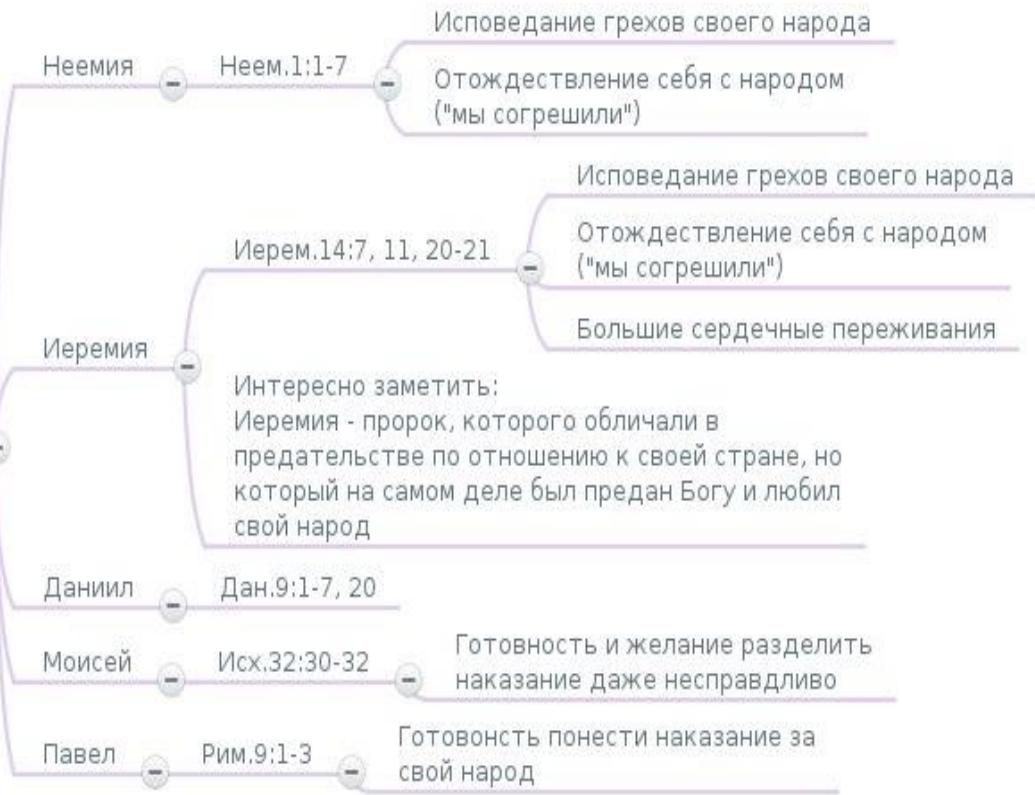 Неемия
Неем.1:1-7
Исповедание грехов своего народа
Отождествление себя с народом
("мы согрешили")
Иеремия
Иерем.14:7, 11, 20-21
Исповедание грехов своего народа
Отождествление себя с народом
("мы согрешили")
Большие сердечные переживания
Интересно заметить:
Иеремия - пророк, которого обличали в
предательстве по отношению к своей стране, но
который на самом деле был предан Богу и любил
свой народ
Даниил
Дан.9:1-7, 20
Моисей
Исх.32:30-32
Готовность и желание разделить
наказание даже несправдливо
Павел
Рим.9:1-3
Готовонсть понести наказание за
свой народ